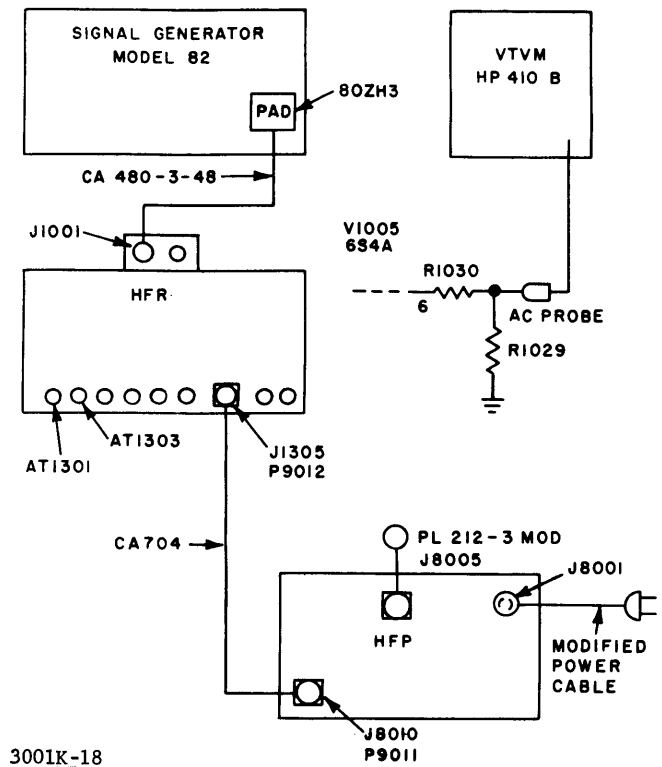 SIGNAL GENERATOR
MODEL 82
PAD
80ZH3
VTVM
HP 410 B
CA 480-3-48
J1001
HFR
V1005
6S4A
R1030
6
AC PROBE
R1029
AT1301
AT1303
J1305
P9012
CA704
PL 212-3 MOD
J8005
J8001
HFP
MODIFIED
POWER
CABLE
J8010
P9011
3001K-18